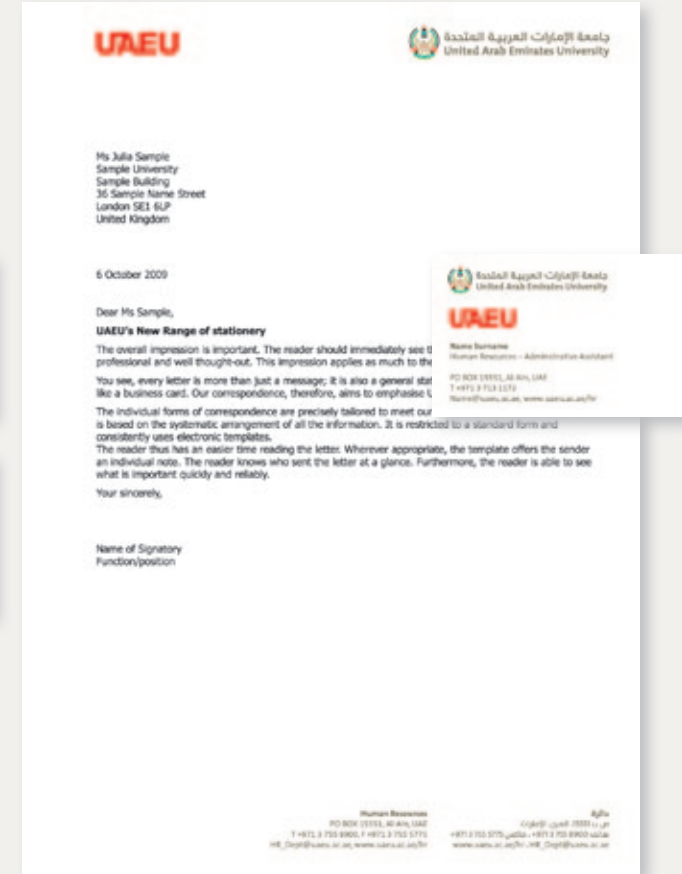 UAEU
جامعة الإمارات العربية المتحدة
United Arab Emirates University
Ms Julia Sample
Sample University
Sample Building
36 Sample Name Street
London SE1 6LP
United Kingdom
6 October 2009
Dear Ms Sample,
UAEU's New Range of stationery
The overall impression is important. The reader should immediately see t
professional and well thought-out. This impression applies as much to the
You see, every letter is more than just a message; it is also a general stat
like a business card. Our correspondence, therefore, aims to emphasise U
The individual forms of correspondence are precisely tailored to meet our
is based on the systematic arrangement of all the information. It is restricted to a standard form and
consistently uses electronic templates.
The reader thus has an easier time reading the letter. Wherever appropriate, the template offers the sender
an individual note. The reader knows who sent the letter at a glance. Furthermore, the reader is able to see
what is important quickly and reliably.
Your sincerely,
Name of Signatory
Function/position
جامعة الإمارات العربية المتحدة
United Arab Emirates University
UAEU
Name Surname
Human Resources – Administrative Assistant
PO BOX 15551, Al Ain, UAE
Human Resources
PO BOX 15551, Al Ain, UAE